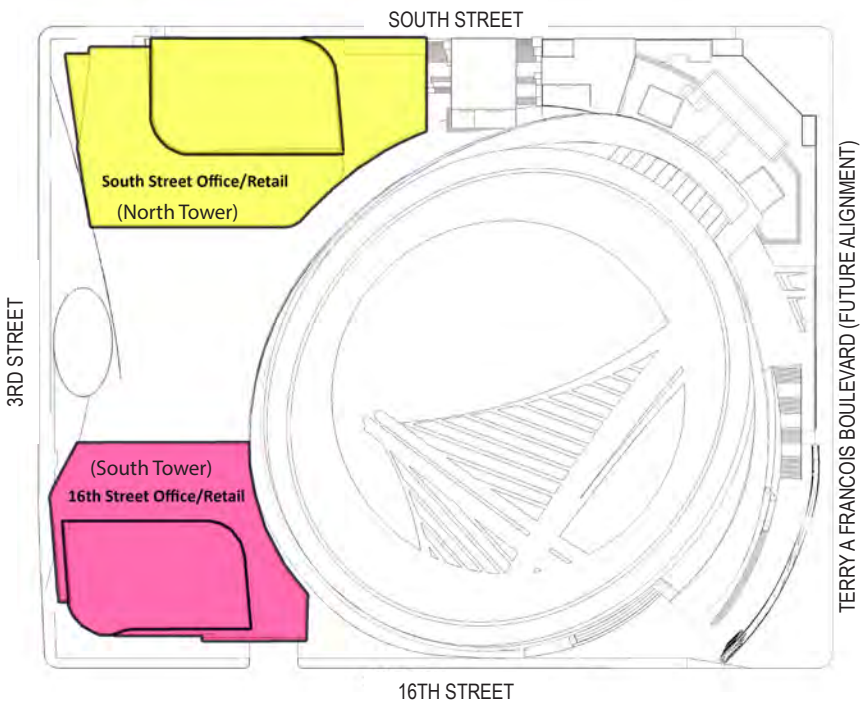 SOUTH STREET
South Street Office/Retail
(North Tower)
3RD STREET
TERRY A FRANCOIS BOULEVARD (FUTURE ALIGNMENT)
(South Tower)
16th Street Office/Retail
16TH STREET